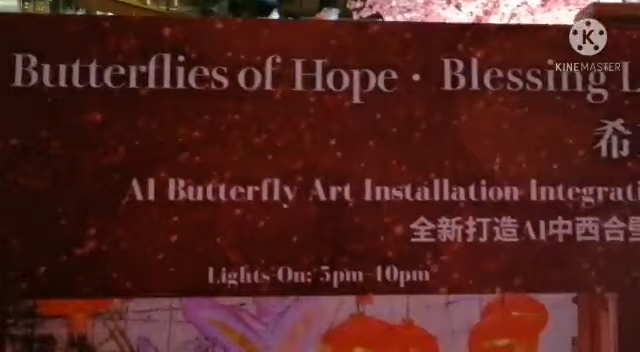 KINEMASTER
Butterflies of Hope · Blessing L
希
AI Butterfly Art Installation Integrati
全新打造AI中西合
Lights On: 5pm-10pm